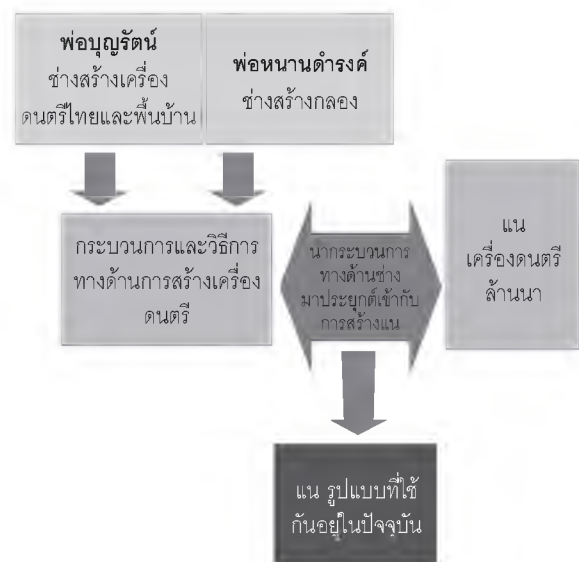 พ่อบุญรัตน์
ช่างสร้างเครื่อง
ดนตรีไทยและพื้นบ้าน
พ่อหนานดำรงค์
ช่างสร้างกลอง
กระบวนการและวิธีการ
ทางด้านการสร้างเครื่อง
ดนตรี
นำกระบวนการ
ทางด้านช่าง
มาประยุกต์เข้ากับ
การสร้างแน
แน
เครื่องดนตรี
ล้านนา
แน รูปแบบที่ใช้
กันอยู่ในปัจจุบัน